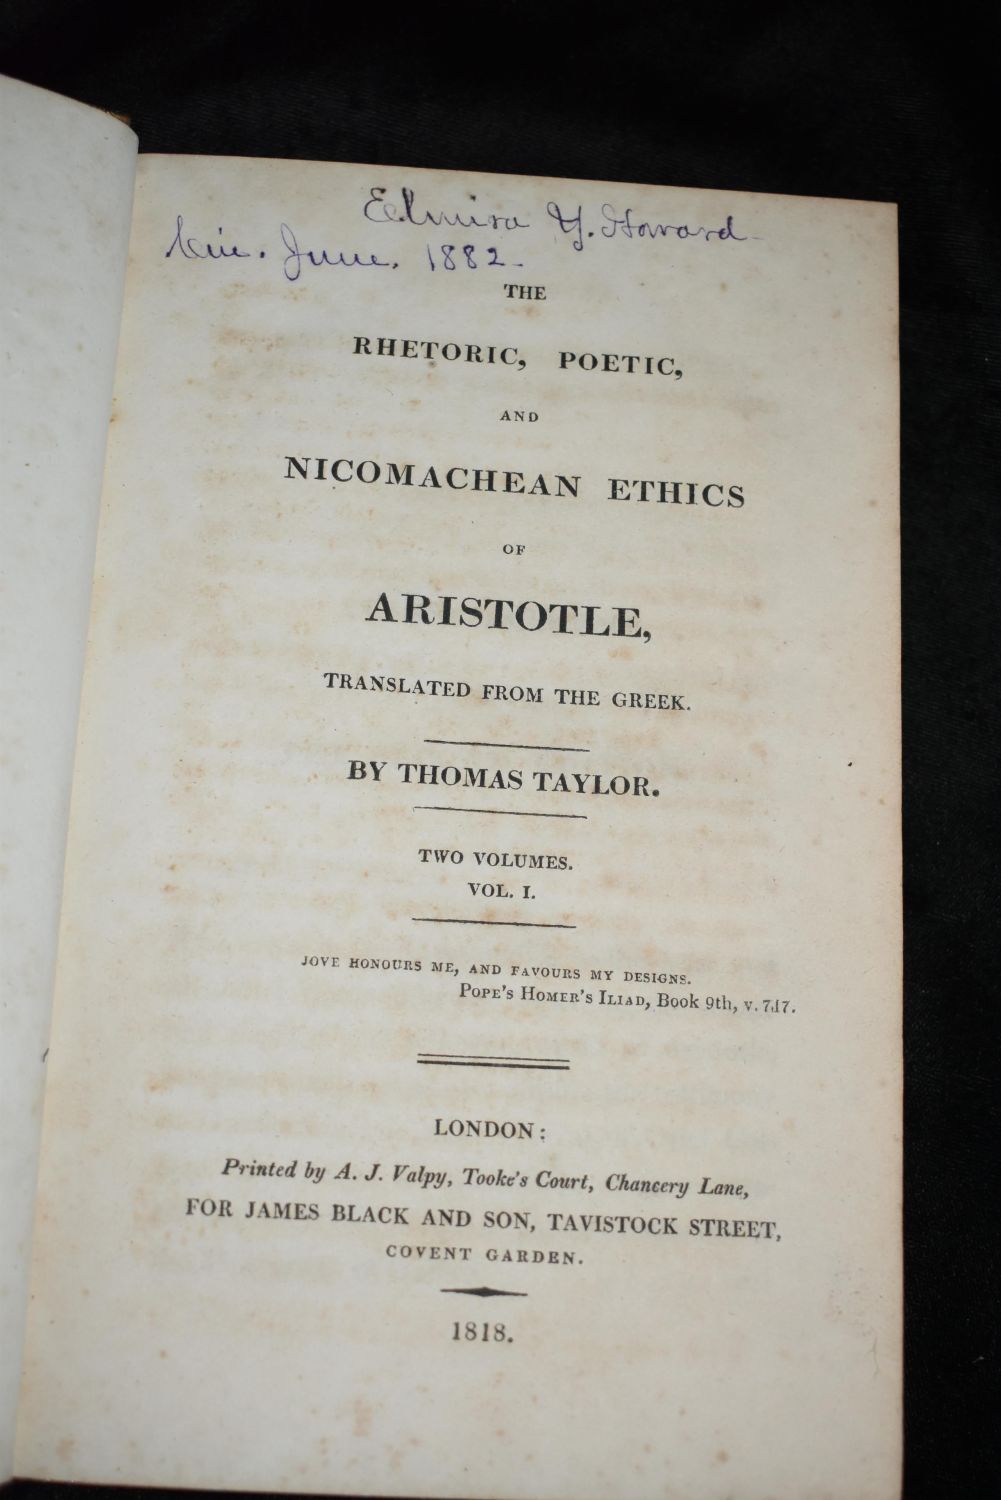 Elmira Y. Howard
Cin. June. 1882.
THE
RHETORIC, POETIC,
AND
NICOMACHEAN ETHICS
OF
ARISTOTLE,
TRANSLATED FROM THE GREEK.
BY THOMAS TAYLOR.
TWO VOLUMES.
VOL. I.
JOVE HONOURS ME, AND FAVOURS MY DESIGNS.
POPE'S HOMER'S ILIAD, Book 9th, v. 717.
LONDON:
Printed by A. J. Valpy, Tooke's Court, Chancery Lane,
FOR JAMES BLACK AND SON, TAVISTOCK STREET,
COVENT GARDEN.
1818.